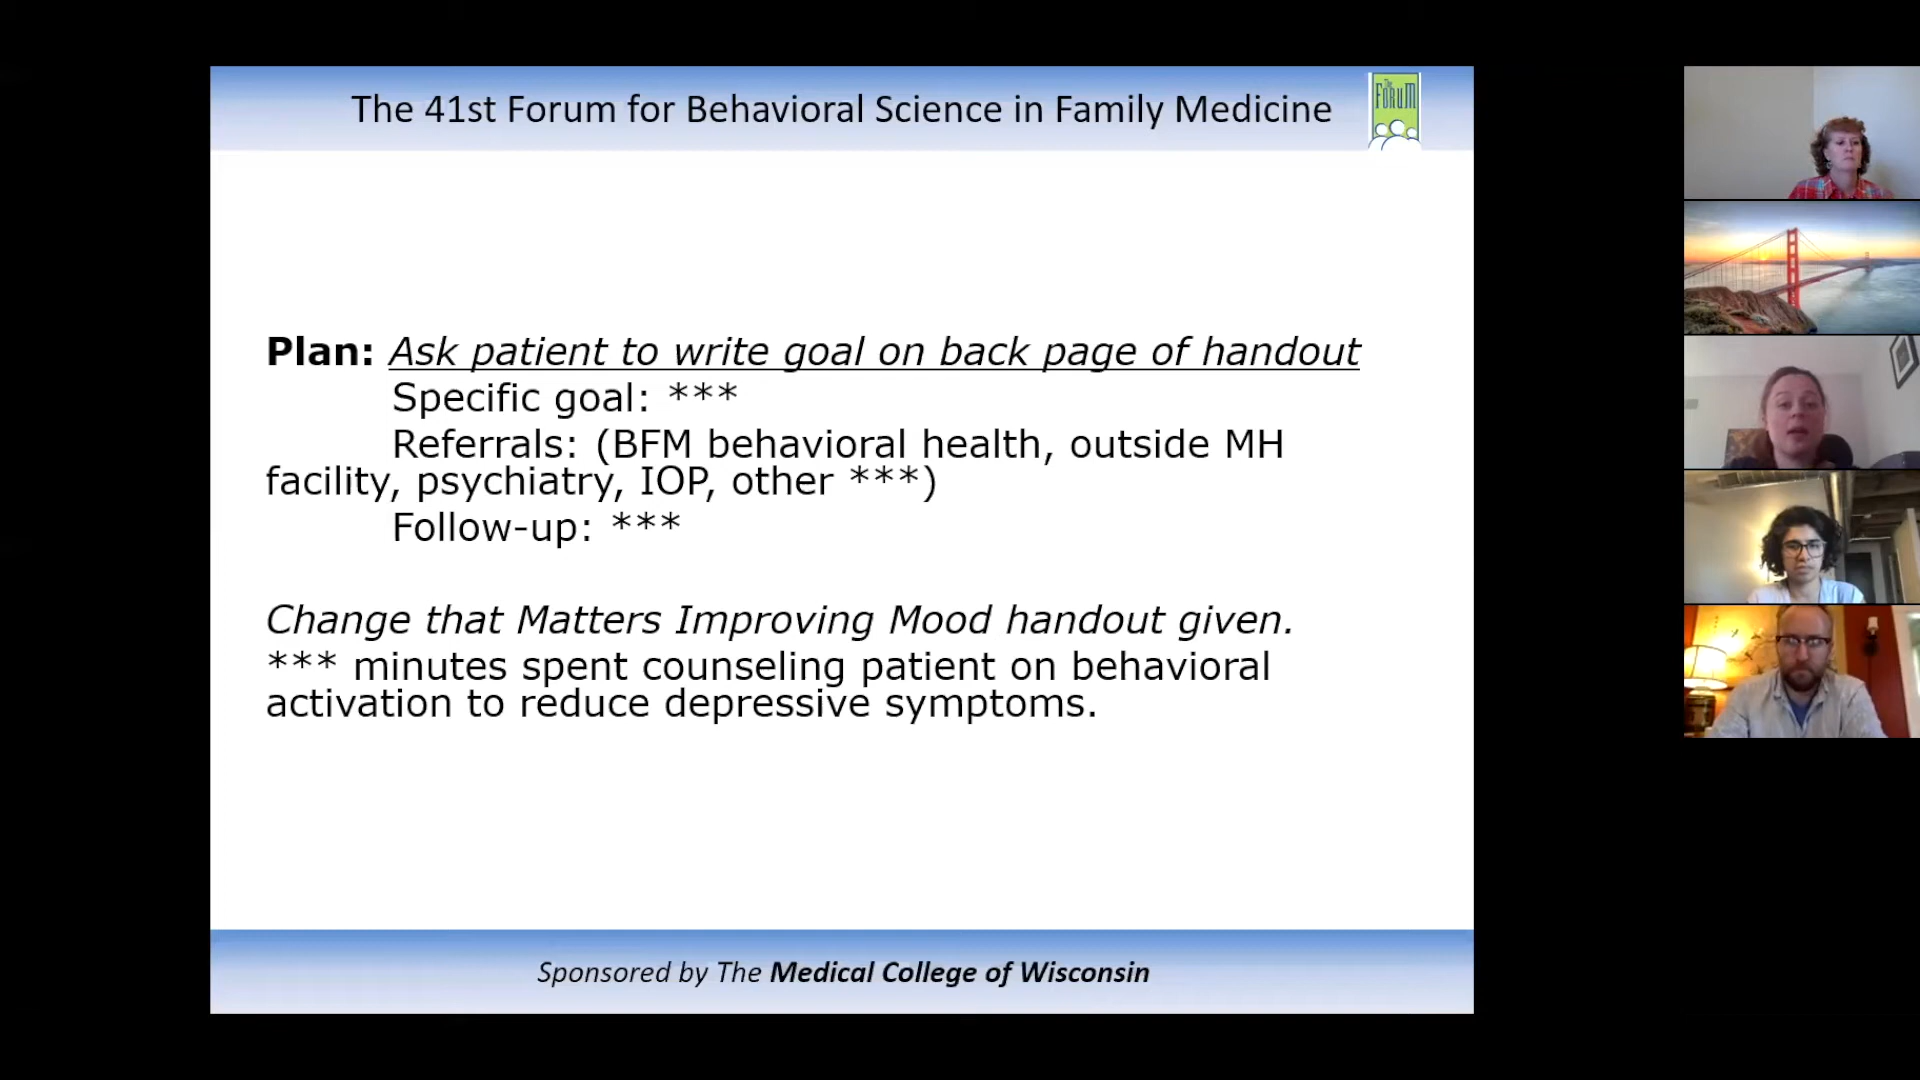 The 41st Forum for Behavioral Science in Family Medicine
The
FORUM
Plan: Ask patient to write goal on back page of handout
Specific goal: ***
Referrals: (BFM behavioral health, outside MH
facility, psychiatry, IOP, other ***)
Follow-up: ***
Change that Matters Improving Mood handout given.
*** minutes spent counseling patient on behavioral
activation to reduce depressive symptoms.
Sponsored by The Medical College of Wisconsin